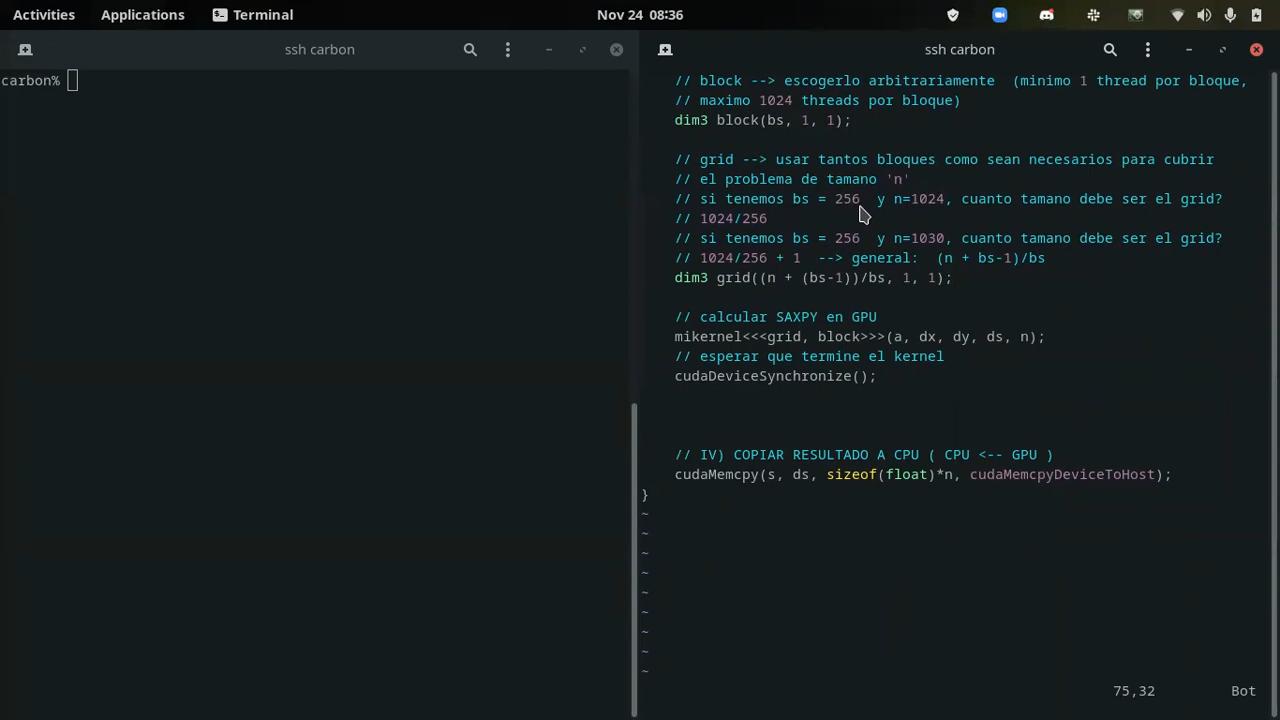 Activities Applications Terminal Nov 24 08:36
ssh carbon
carbon%
ssh carbon
// block --> escogerlo arbitrariamente (minimo 1 thread por bloque,
// maximo 1024 threads por bloque)
dim3 block(bs, 1, 1);
// grid --> usar tantos bloques como sean necesarios para cubrir
// el problema de tamano 'n'
// si tenemos bs = 256 y n=1024, cuanto tamano debe ser el grid?
// 1024/256
// si tenemos bs = 256 y n=1030, cuanto tamano debe ser el grid?
// 1024/256 + 1 --> general: (n + bs-1)/bs
dim3 grid((n + (bs-1))/bs, 1, 1);
// calcular SAXPY en GPU
mikernel<<<grid, block>>>(a, dx, dy, ds, n);
// esperar que termine el kernel
cudaDeviceSynchronize();
// IV) COPIAR RESULTADO A CPU ( CPU <-- GPU )
cudaMemcpy(s, ds, sizeof(float)*n, cudaMemcpyDeviceToHost);
}
~
~
~
~
~
~
~
~
~
75,32 Bot